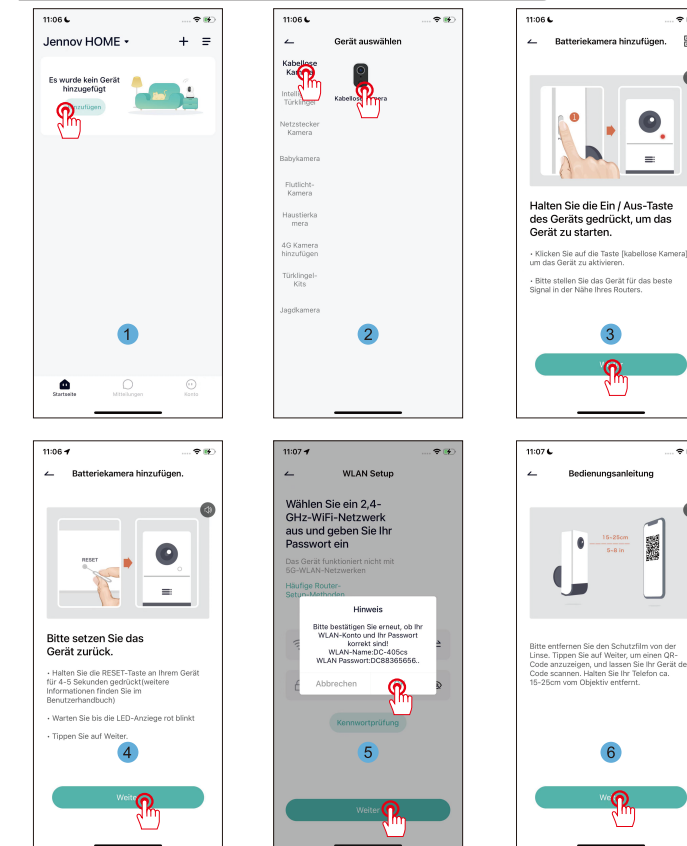 11:06
Jennov HOME
Es wurde kein Gerät
hinzugefügt
Startseite
Mitteilungen
Konto
1
11:06
Gerät auswählen
Kabellose
Türklingel
Netzstecker
Kamera
Babykamera
Flutlicht-
Kamera
Haustierka
mera
4G Kamera
hinzufügen
Türklingel-
Kits
Jagdkamera
2
11:06
Batteriekamera hinzufügen.
1
Halten Sie die Ein / Aus-Taste
des Geräts gedrückt, um das
Gerät zu starten.
• Klicken Sie auf die Taste [kabellose Kamera]
um das Gerät zu aktivieren.
• Bitte stellen Sie das Gerät für das beste
Signal in der Nähe Ihres Routers.
3
11:06
Batteriekamera hinzufügen.
RESET
Bitte setzen Sie das
Gerät zurück.
• Halten Sie die RESET-Taste an Ihrem Gerät
für 4-5 Sekunden gedrückt(weitere
Informationen finden Sie im
Benutzerhandbuch)
• Warten Sie bis die LED-Anziege rot blinkt
• Tippen Sie auf Weiter.
4
Weiter
11:07
WLAN Setup
Wählen Sie ein 2,4-
GHz-WiFi-Netzwerk
aus und geben Sie Ihr
Passwort ein
Das Gerät funktioniert nicht mit
5G-WLAN-Netzwerken
Häufige Router-
Setup-Methoden
Hinweis
Bitte bestätigen Sie erneut, ob Ihr
WLAN-Konto und Ihr Passwort
korrekt sind!
WLAN-Name:DC-405cs
WLAN Passwort:DC88365656..
Abbrechen
Kennwortprüfung
5
Weiter
11:07
Bedienungsanleitung
15-25cm
5-8 in
Bitte entfernen Sie den Schutzfilm von der
Linse. Tippen Sie auf Weiter, um einen QR-
Code anzuzeigen, und lassen Sie Ihr Gerät de
Code scannen. Halten Sie Ihr Telefon ca.
15-25cm vom Objektiv entfernt.
6